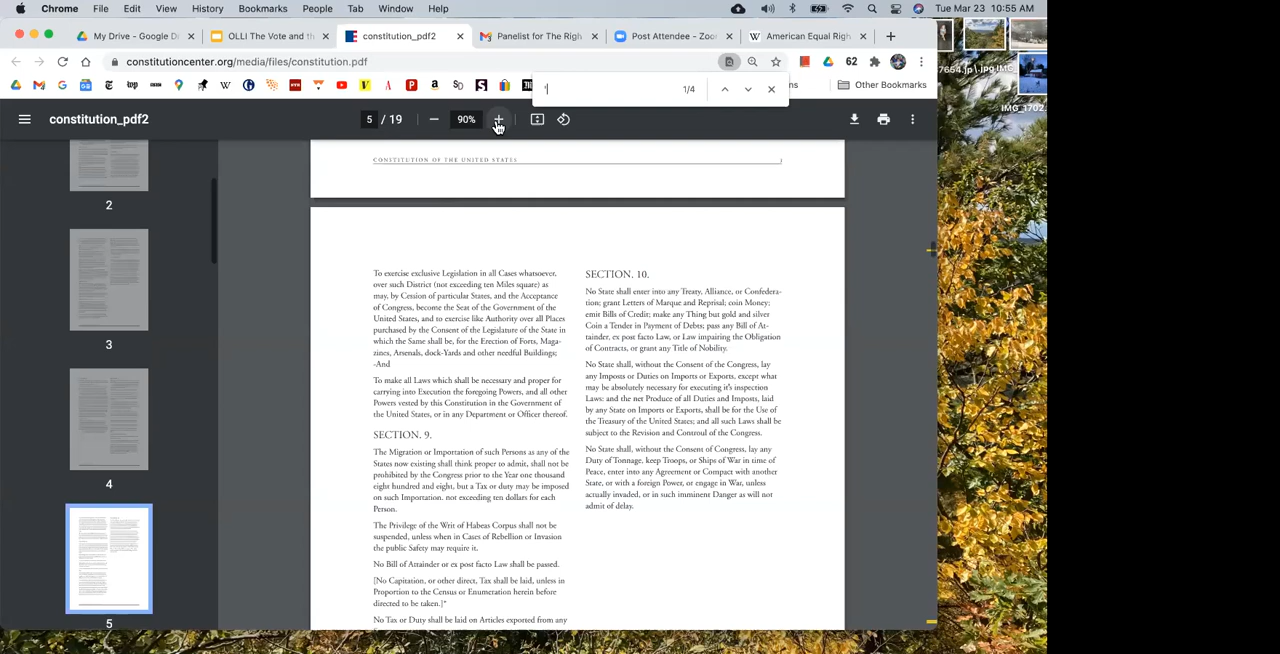 Chrome File Edit View History Bookmarks People Tab Window Help Tue Mar 23 10:55 AM
My Drive - Google Dr
OLLI The Vote and th
constitution_pdf2
Panelist for The Righ
Post Attendee - Zoo
American Equal Righ
constitutioncenter.org/media/files/constitution.pdf
62
7654.jp
\.jpg
IMG
IMG_1702.
top
Other Bookmarks
1/4
constitution_pdf2
5 / 19
90%
2
3
4
5
CONSTITUTION OF THE UNITED STATES
To exercise exclusive Legislation in all Cases whatsoever,
over such District (not exceeding ten Miles square) as
may, by Cession of particular States, and the Acceptance
of Congress, become the Seat of the Government of the
United States, and to exercise like Authority over all Places
purchased by the Consent of the Legislature of the State in
which the Same shall be, for the Erection of Forts, Maga-
zines, Arsenals, dock-Yards and other needful Buildings;
-And
To make all Laws which shall be necessary and proper for
carrying into Execution the foregoing Powers, and all other
Powers vested by this Constitution in the Government of
the United States, or in any Department or Officer thereof.
SECTION. 9.
The Migration or Importation of such Persons as any of the
States now existing shall think proper to admit, shall not be
prohibited by the Congress prior to the Year one thousand
eight hundred and eight, but a Tax or duty may be imposed
on such Importation, not exceeding ten dollars for each
Person.
The Privilege of the Writ of Habeas Corpus shall not be
suspended, unless when in Cases of Rebellion or Invasion
the public Safety may require it.
No Bill of Attainder or ex post facto Law shall be passed.
[No Capitation, or other direct, Tax shall be laid, unless in
Proportion to the Census or Enumeration herein before
directed to be taken.]*
No Tax or Duty shall be laid on Articles exported from any
SECTION. 10.
No State shall enter into any Treaty, Alliance, or Confedera-
tion; grant Letters of Marque and Reprisal; coin Money;
emit Bills of Credit; make any Thing but gold and silver
Coin a Tender in Payment of Debts; pass any Bill of At-
tainder, ex post facto Law, or Law impairing the Obligation
of Contracts, or grant any Title of Nobility.
No State shall, without the Consent of the Congress, lay
any Imposts or Duties on Imports or Exports, except what
may be absolutely necessary for executing it's inspection
Laws: and the net Produce of all Duties and Imposts, laid
by any State on Imports or Exports, shall be for the Use of
the Treasury of the United States; and all such Laws shall be
subject to the Revision and Controul of the Congress.
No State shall, without the Consent of Congress, lay any
Duty of Tonnage, keep Troops, or Ships of War in time of
Peace, enter into any Agreement or Compact with another
State, or with a foreign Power, or engage in War, unless
actually invaded, or in such imminent Danger as will not
admit of delay.